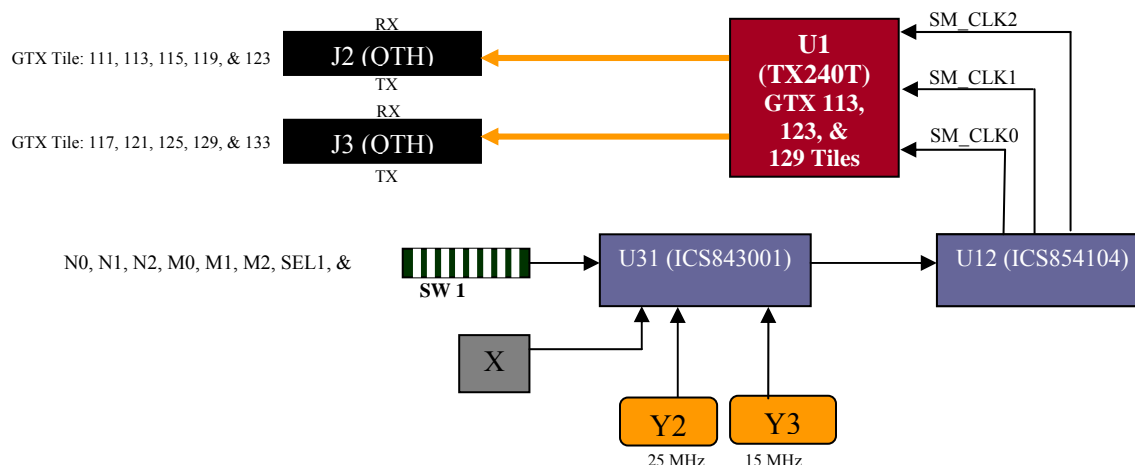 RX
SM_CLK2
GTX Tile: 111, 113, 115, 119, & 123
J2 (OTH)
TX
U1
(TX240T)
GTX 113,
123, &
129 Tiles
SM_CLK1
RX
GTX Tile: 117, 121, 125, 129, & 133
J3 (OTH)
TX
SM_CLK0
N0, N1, N2, M0, M1, M2, SEL1, &
SW 1
U31 (ICS843001)
U12 (ICS854104)
X
Y2
Y3
25 MHz
15 MHz